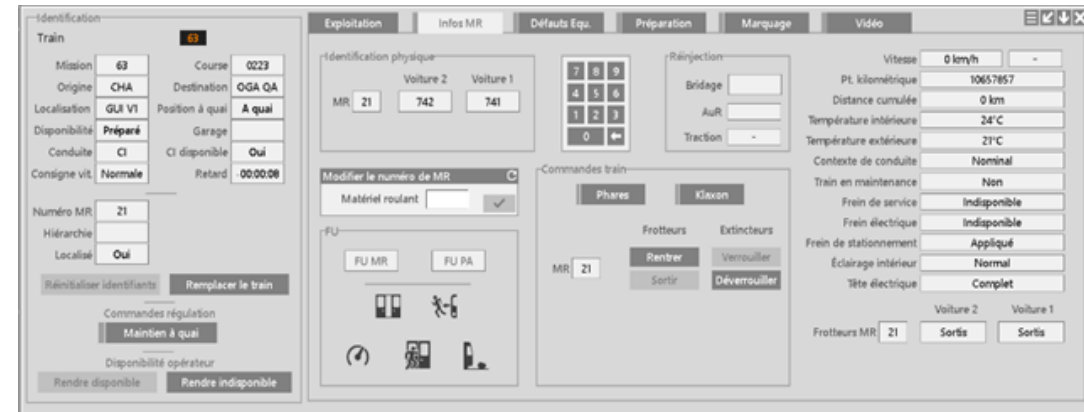 Identification
Train 63
Mission 63 Course 0223
Origine CHA Destination OGA QA
Localisation GUI V1 Position à quai A quai
Disponibilité Préparé Garage
Conduite CI CI disponible Oui
Consigne vit. Normale Retard -00:00:08
Numéro MR 21
Hiérarchie
Localisé Oui
Réinitialiser identifiants Remplacer le train
Commandes régulation
Maintien à quai
Disponibilité opérateur
Rendre disponible Rendre indisponible
Exploitation Infos MR Défauts Equ. Préparation Marquage Vidéo
Identification physique
Voiture 2 Voiture 1
MR 21 742 741
7 8 9
4 5 6
1 2 3
0
Réinjection
Bridage
AuR
Traction -
Modifier le numéro de MR
Matériel roulant
FU
FU MR FU PA
Commandes train
Phares Klaxon
Frotteurs Extincteurs
MR 21 Rentrer Verrouiller
Sortir Déverrouiller
Vitesse 0 km/h -
Pt. kilométrique 10657857
Distance cumulée 0 km
Température intérieure 24°C
Température extérieure 21°C
Contexte de conduite Nominal
Train en maintenance Non
Frein de service Indisponible
Frein électrique Indisponible
Frein de stationnement Appliqué
Éclairage intérieur Normal
Tête électrique Complet
Voiture 2 Voiture 1
Frotteurs MR 21 Sortis Sortis